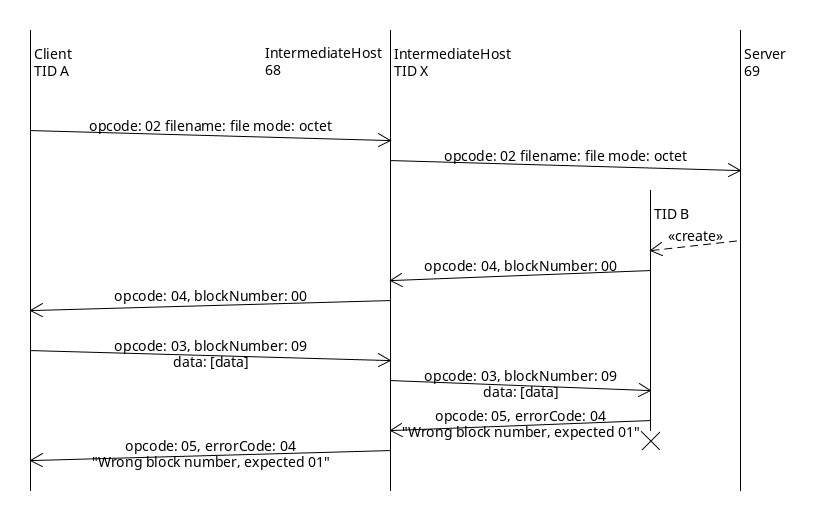 Client
TID A
IntermediateHost
68
IntermediateHost
TID X
Server
69
opcode: 02 filename: file mode: octet
opcode: 02 filename: file mode: octet
TID B
«create»
opcode: 04, blockNumber: 00
opcode: 04, blockNumber: 00
opcode: 03, blockNumber: 09
data: [data]
opcode: 03, blockNumber: 09
data: [data]
opcode: 05, errorCode: 04
"Wrong block number, expected 01"
opcode: 05, errorCode: 04
"Wrong block number, expected 01"